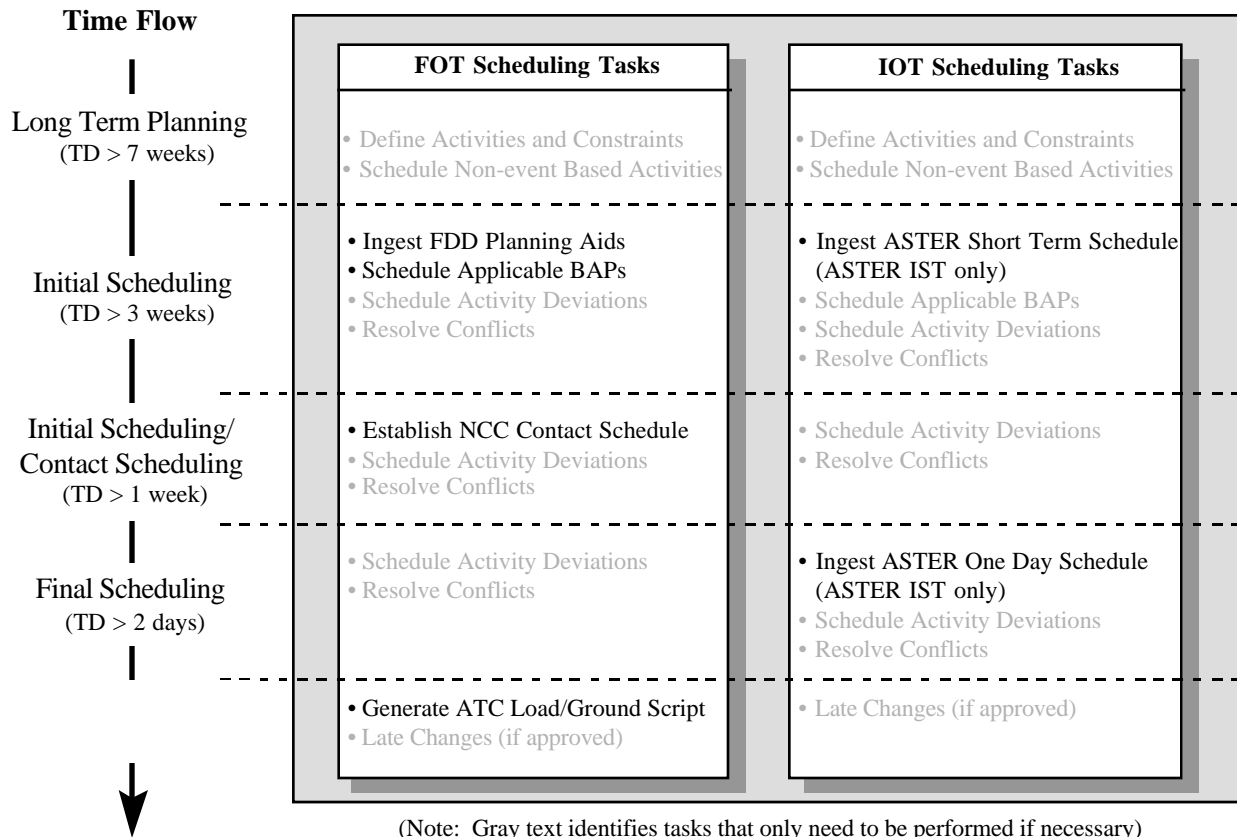 Time Flow
Long Term Planning
(TD > 7 weeks)
Initial Scheduling
(TD > 3 weeks)
Initial Scheduling/
Contact Scheduling
(TD > 1 week)
Final Scheduling
(TD > 2 days)
FOT Scheduling Tasks
• Define Activities and Constraints
• Schedule Non-event Based Activities
• Ingest FDD Planning Aids
• Schedule Applicable BAPs
• Schedule Activity Deviations
• Resolve Conflicts
• Establish NCC Contact Schedule
• Schedule Activity Deviations
• Resolve Conflicts
• Schedule Activity Deviations
• Resolve Conflicts
• Generate ATC Load/Ground Script
• Late Changes (if approved)
IOT Scheduling Tasks
• Define Activities and Constraints
• Schedule Non-event Based Activities
• Ingest ASTER Short Term Schedule
(ASTER IST only)
• Schedule Applicable BAPs
• Schedule Activity Deviations
• Resolve Conflicts
• Schedule Activity Deviations
• Resolve Conflicts
• Ingest ASTER One Day Schedule
(ASTER IST only)
• Schedule Activity Deviations
• Resolve Conflicts
• Late Changes (if approved)
(Note: Gray text identifies tasks that only need to be performed if necessary)